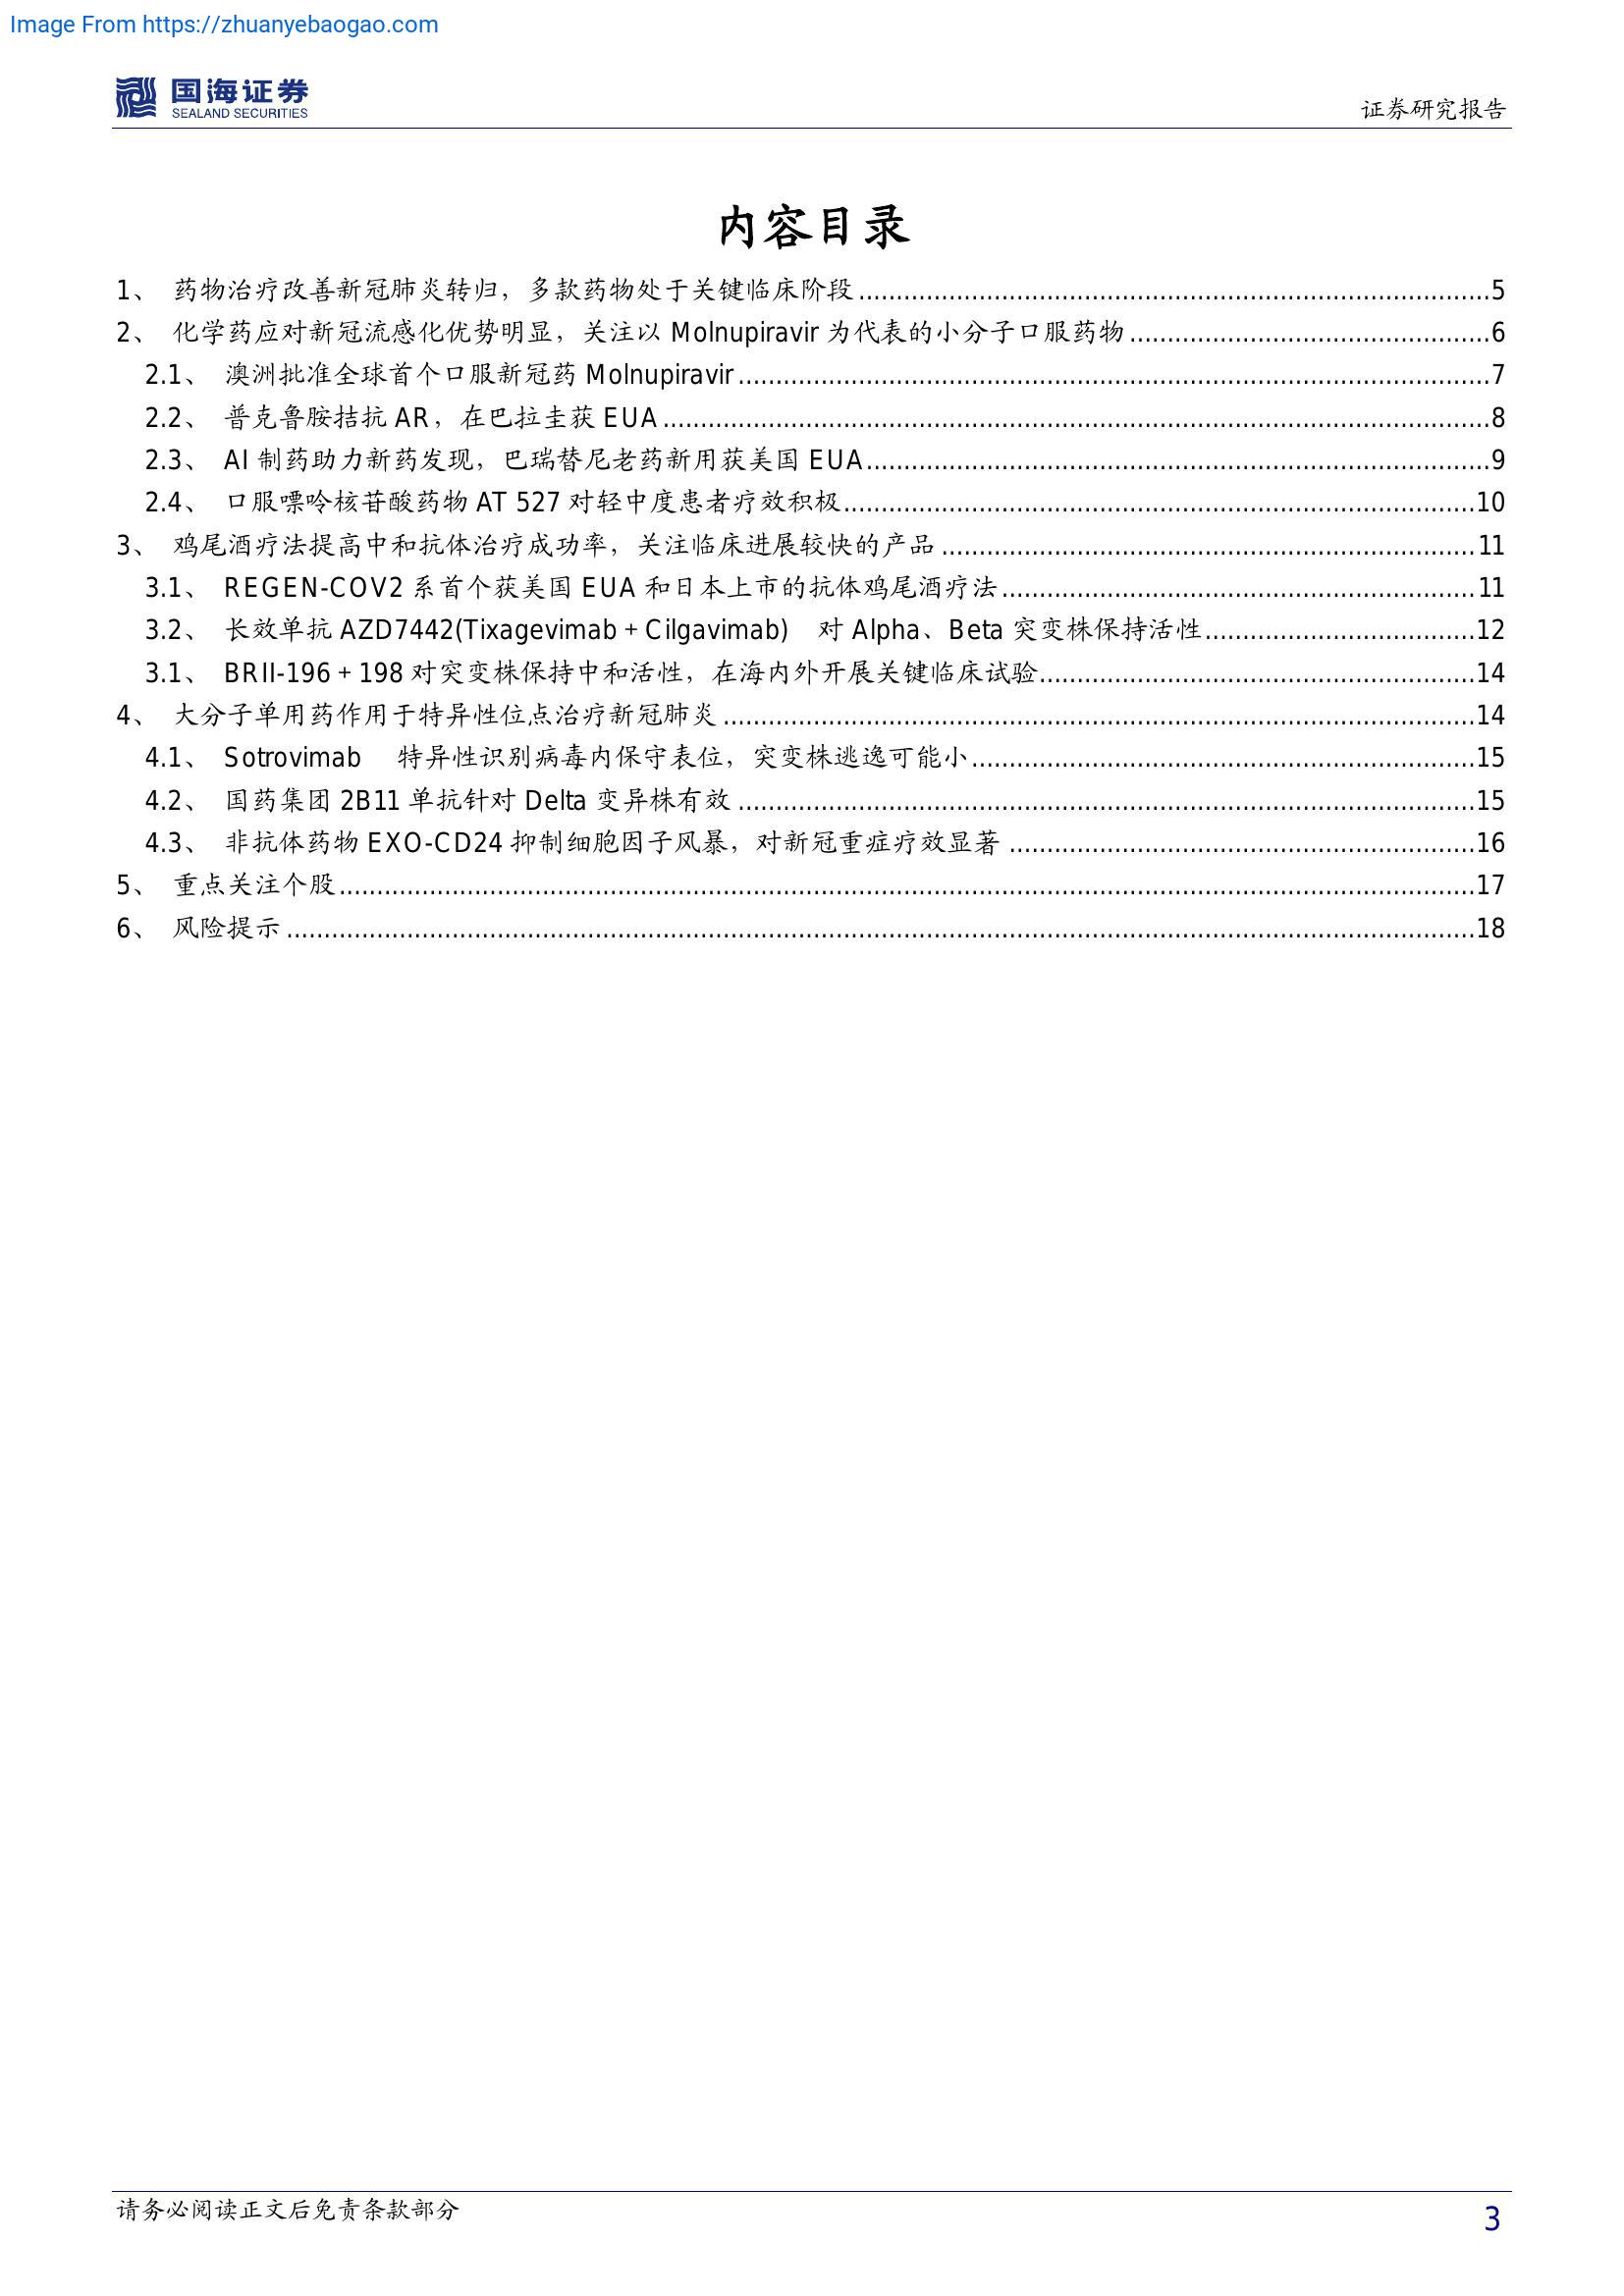 Image From https://zhuanyebaogao.com
国海证券
SEALAND SECURITIES
证券研究报告
内容目录
1、 药物治疗改善新冠肺炎转归，多款药物处于关键临床阶段 5
2、 化学药应对新冠流感化优势明显，关注以 Molnupiravir 为代表的小分子口服药物 6
2.1、 澳洲批准全球首个口服新冠药 Molnupiravir 7
2.2、 普克鲁胺拮抗 AR，在巴拉圭获 EUA 8
2.3、 AI 制药助力新药发现，巴瑞替尼老药新用获美国 EUA 9
2.4、 口服嘌呤核苷酸药物 AT 527 对轻中度患者疗效积极 10
3、 鸡尾酒疗法提高中和抗体治疗成功率，关注临床进展较快的产品 11
3.1、 REGEN-COV2 系首个获美国 EUA 和日本上市的抗体鸡尾酒疗法 11
3.2、 长效单抗 AZD7442(Tixagevimab + Cilgavimab) 对 Alpha、Beta 突变株保持活性 12
3.1、 BRII-196 + 198 对突变株保持中和活性，在海内外开展关键临床试验 14
4、 大分子单用药作用于特异性位点治疗新冠肺炎 14
4.1、 Sotrovimab 特异性识别病毒内保守表位，突变株逃逸可能小 15
4.2、 国药集团 2B11 单抗针对 Delta 变异株有效 15
4.3、 非抗体药物 EXO-CD24 抑制细胞因子风暴，对新冠重症疗效显著 16
5、 重点关注个股 17
6、 风险提示 18
请务必阅读正文后免责条款部分
3